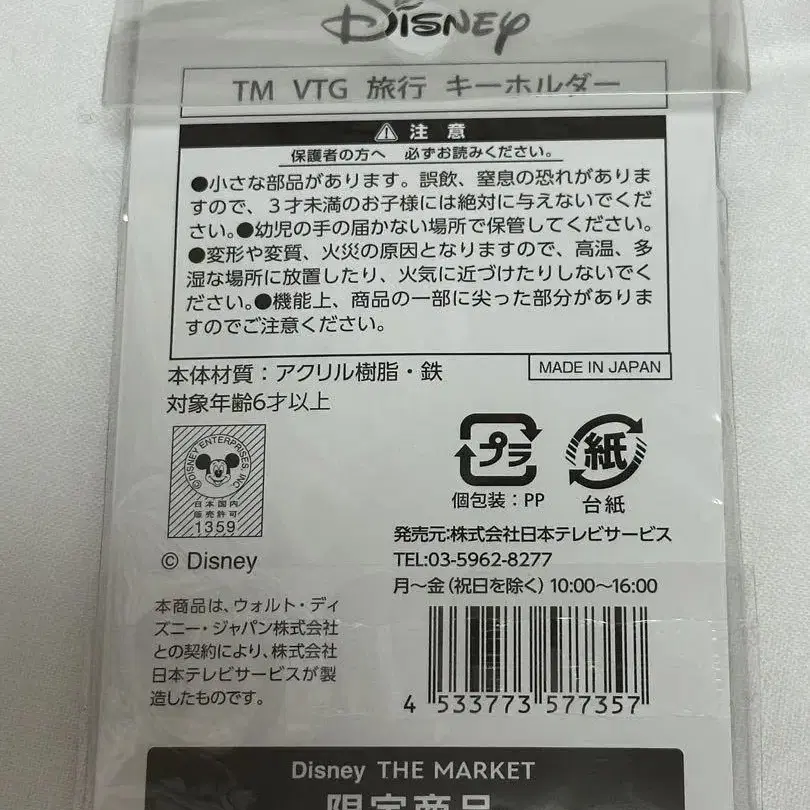 Disney
TM VTG 旅行 キーホルダー
注 意
保護者の方へ 必ずお読みください。
●小さな部品があります。誤飲、窒息の恐れがありま
すので、3才未満のお子様には絶対に与えないでくだ
さい。●幼児の手の届かない場所で保管してください。
●変形や変質、火災の原因となりますので、高温、多
湿な場所に放置したり、火気に近づけたりしないでく
ださい。●機能上、商品の一部に尖った部分がありま
すのでご注意ください。
本体材質：アクリル樹脂・鉄
MADE IN JAPAN
対象年齢6才以上
©DISNEY ENTERPRISES, INC
日本国内
販売許可
1359
© Disney
プラ
個包装：PP
紙
台紙
発売元:株式会社日本テレビサービス
TEL:03-5962-8277
月～金（祝日を除く）10:00～16:00
本商品は、ウォルト・ディ
ズニー・ジャパン株式会社
との契約により、株式会社
日本テレビサービスが製
造したものです。
4 533773 577357
Disney THE MARKET
限定商品